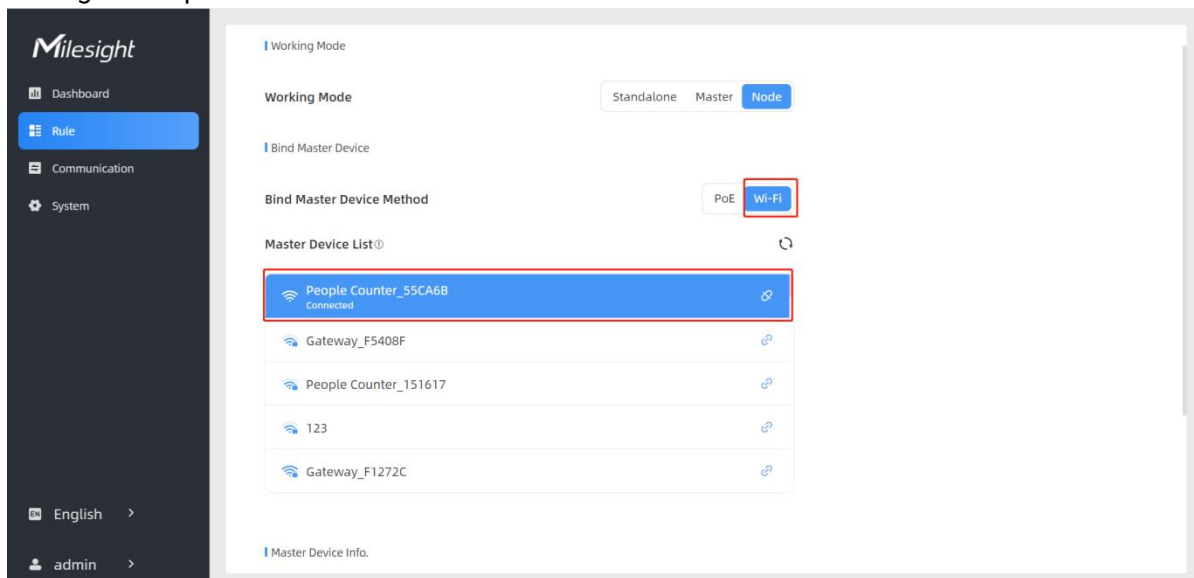 Milesight
Dashboard
Rule
Communication
System
EN English >
admin >
Working Mode
Working Mode Standalone Master Node
Bind Master Device
Bind Master Device Method PoE Wi-Fi
Master Device List
People Counter_55CA6B
Connected
Gateway_F5408F
People Counter_151617
123
Gateway_F1272C
Master Device Info.